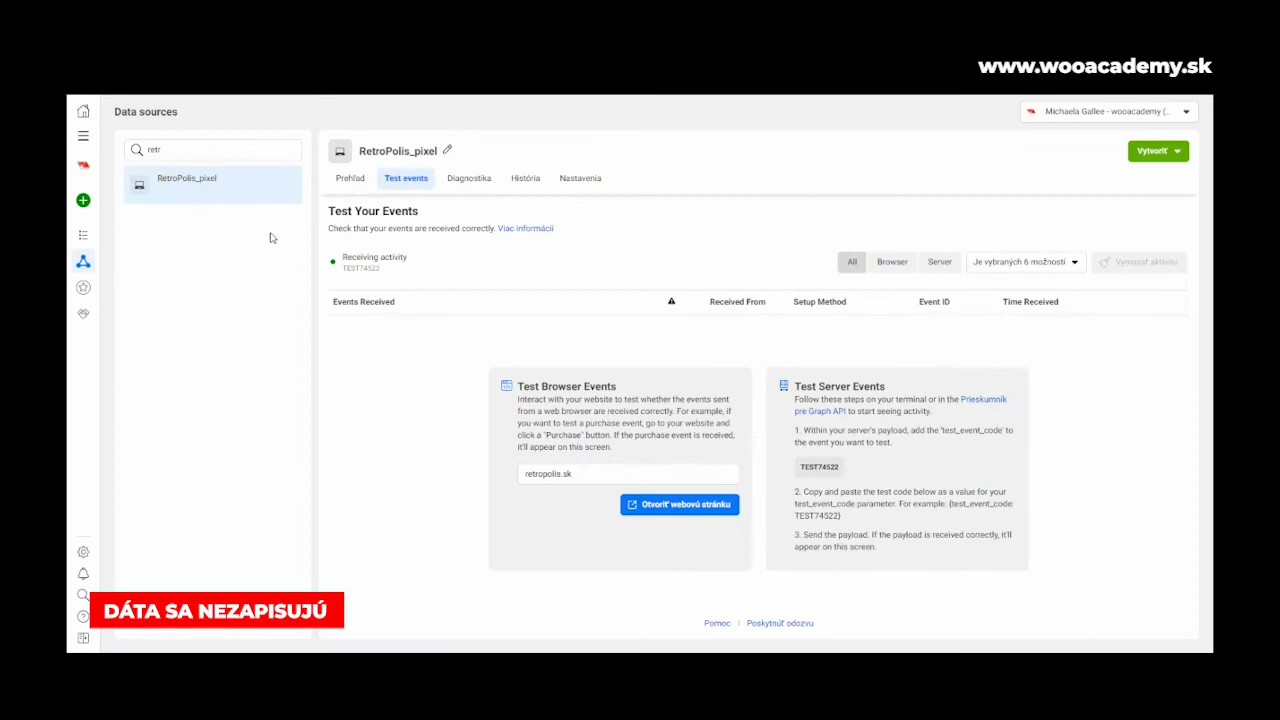 www.wooacademy.sk
Data sources
Michaela Gallee - wooacademy (..
retr
RetroPolis_pixel
RetroPolis_pixel
Vytvoriť
Prehľad
Test events
Diagnostika
História
Nastavenia
Test Your Events
Check that your events are received correctly. Viac informácií
Receiving activity
TEST74522
All
Browser
Server
Je vybraných 6 možností
Vymazať aktivitu
Events Received
Received From
Setup Method
Event ID
Time Received
Test Browser Events
Interact with your website to test whether the events sent
from a web browser are received correctly. For example, if
you want to test a purchase event, go to your website and
click a "Purchase" button. If the purchase event is received,
it'll appear on this screen.
retropolis.sk
Otvoriť webovú stránku
Test Server Events
Follow these steps on your terminal or in the Prieskumník
pre Graph API to start seeing activity.
1. Within your server's payload, add the 'test_event_code' to
the event you want to test.
TEST74522
2. Copy and paste the test code below as a value for your
test_event_code parameter. For example: {test_event_code:
TEST74522}
3. Send the payload. If the payload is received correctly, it'll
appear on this screen.
DÁTA SA NEZAPISUJÚ
Pomoc | Poskytnúť odozvu